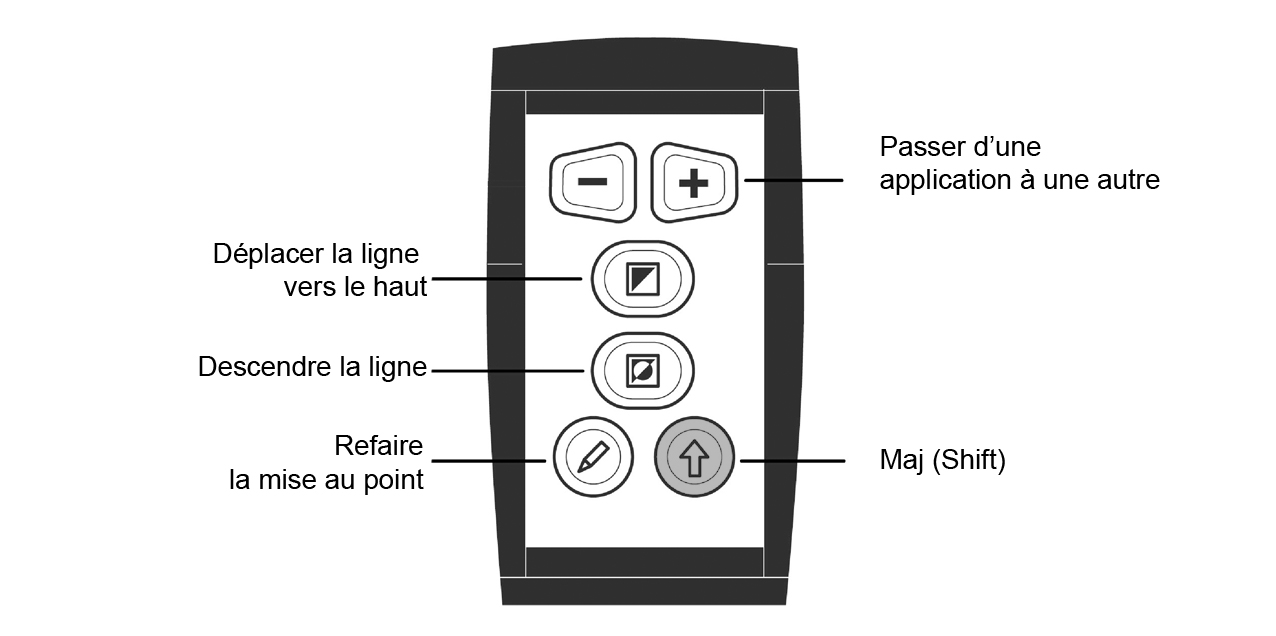 Passer d’une
application à une autre
Déplacer la ligne
vers le haut
Descendre la ligne
Refaire
la mise au point
Maj (Shift)